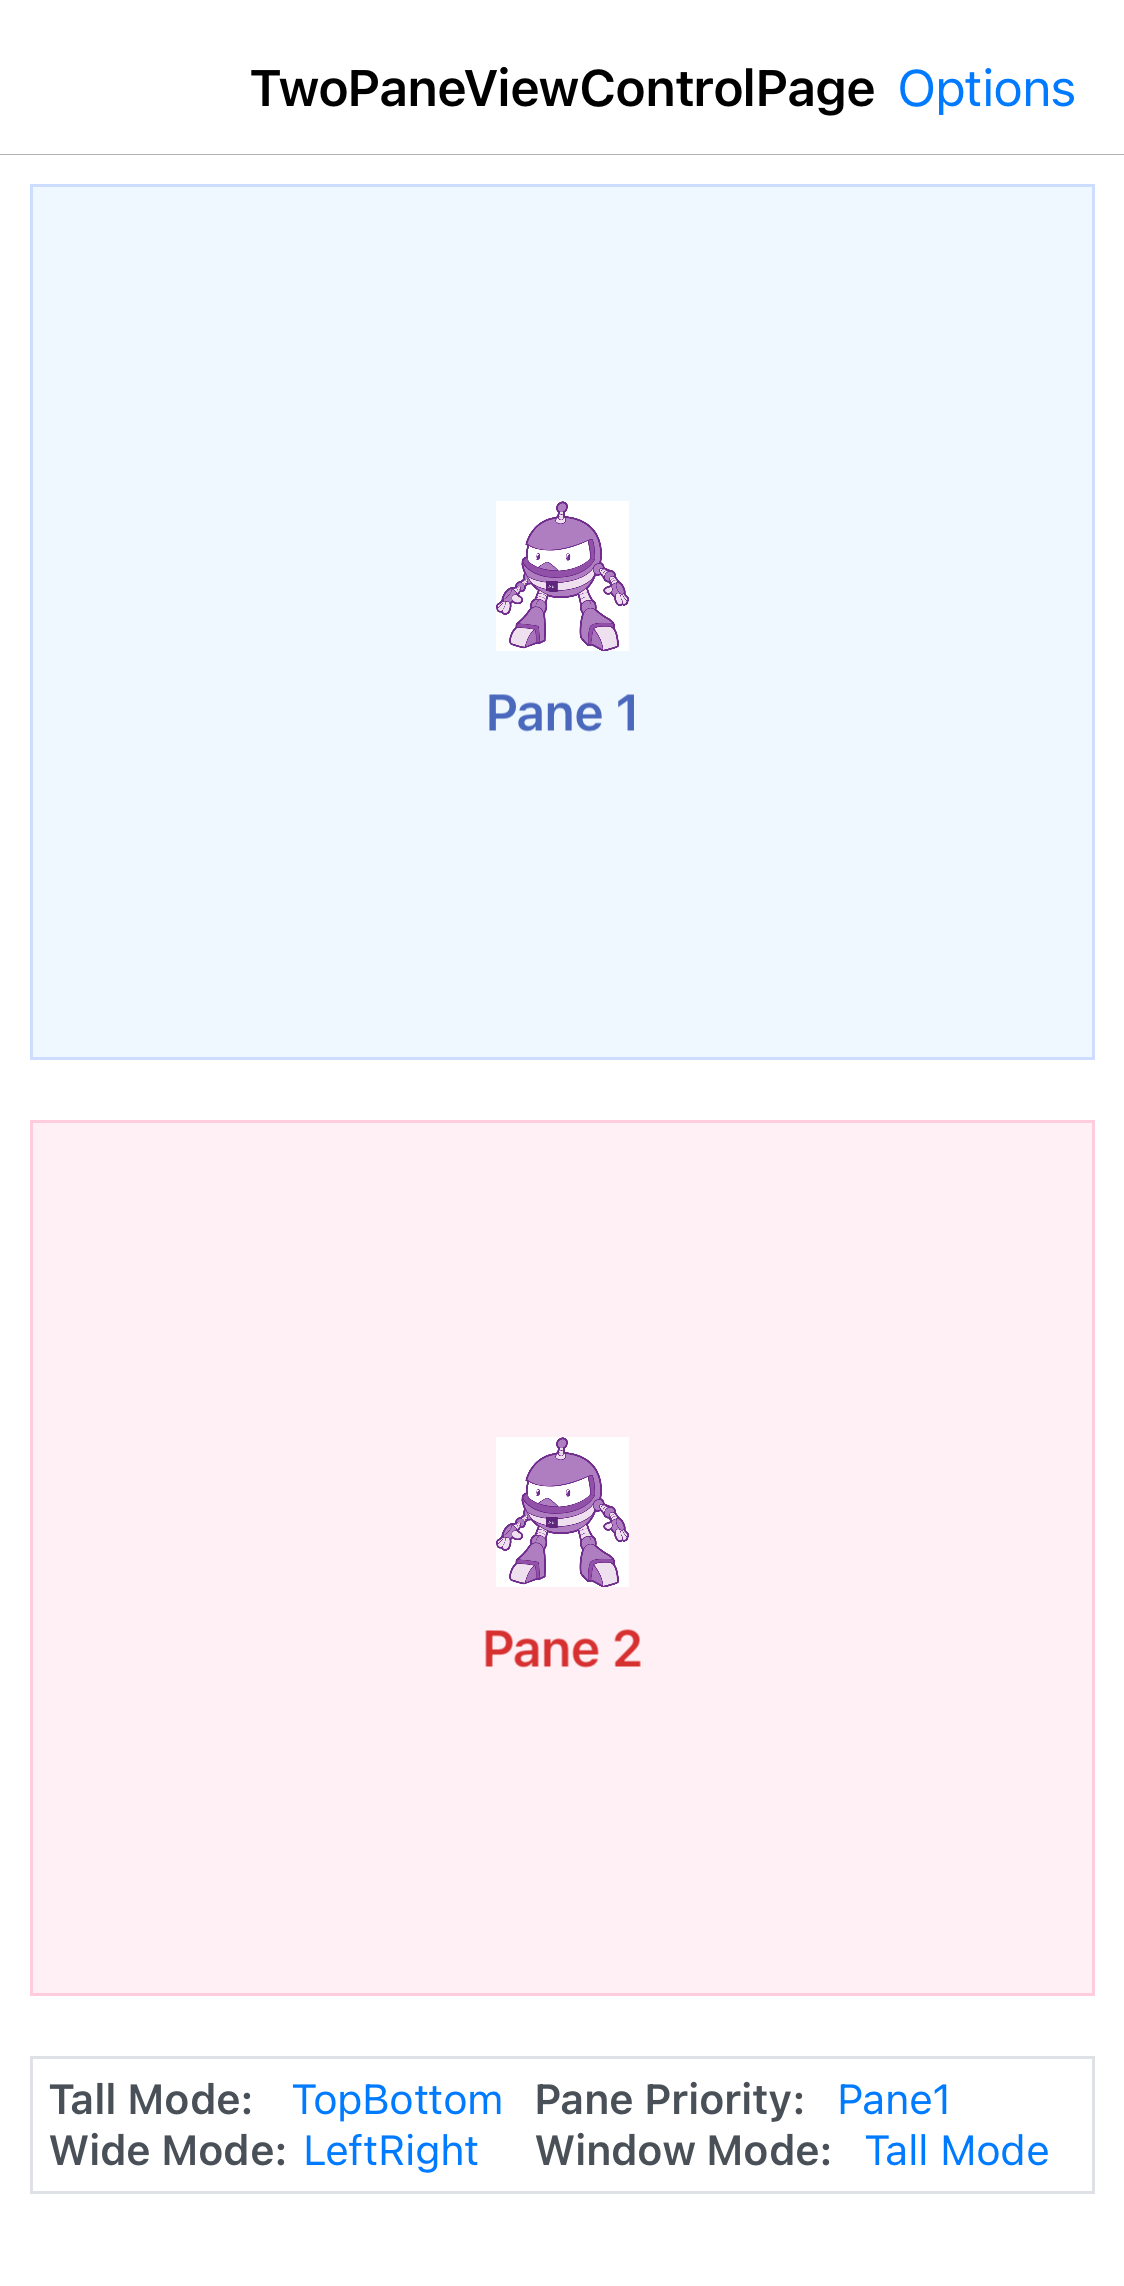 TwoPaneViewControlPage Options
Pane 1
Pane 2
Tall Mode: TopBottom Pane Priority: Pane1
Wide Mode: LeftRight Window Mode: Tall Mode